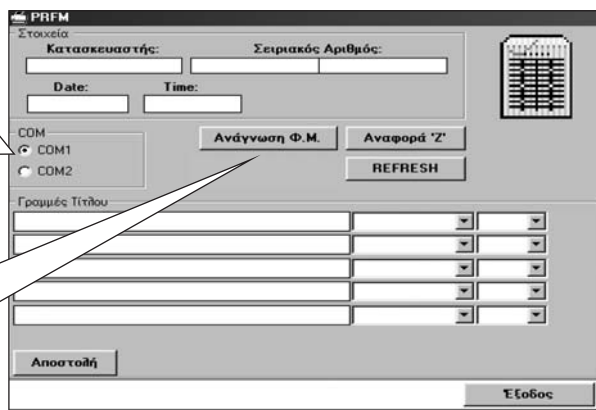 PRFM
Στοιχεία
Κατασκευαστής: Σειριακός Αριθμός:
Date: Time:
COM
COM1
COM2
Ανάγνωση Φ.Μ. Αναφορά 'Ζ'
REFRESH
Γραμμές Τίτλου
Αποστολή
Έξοδος